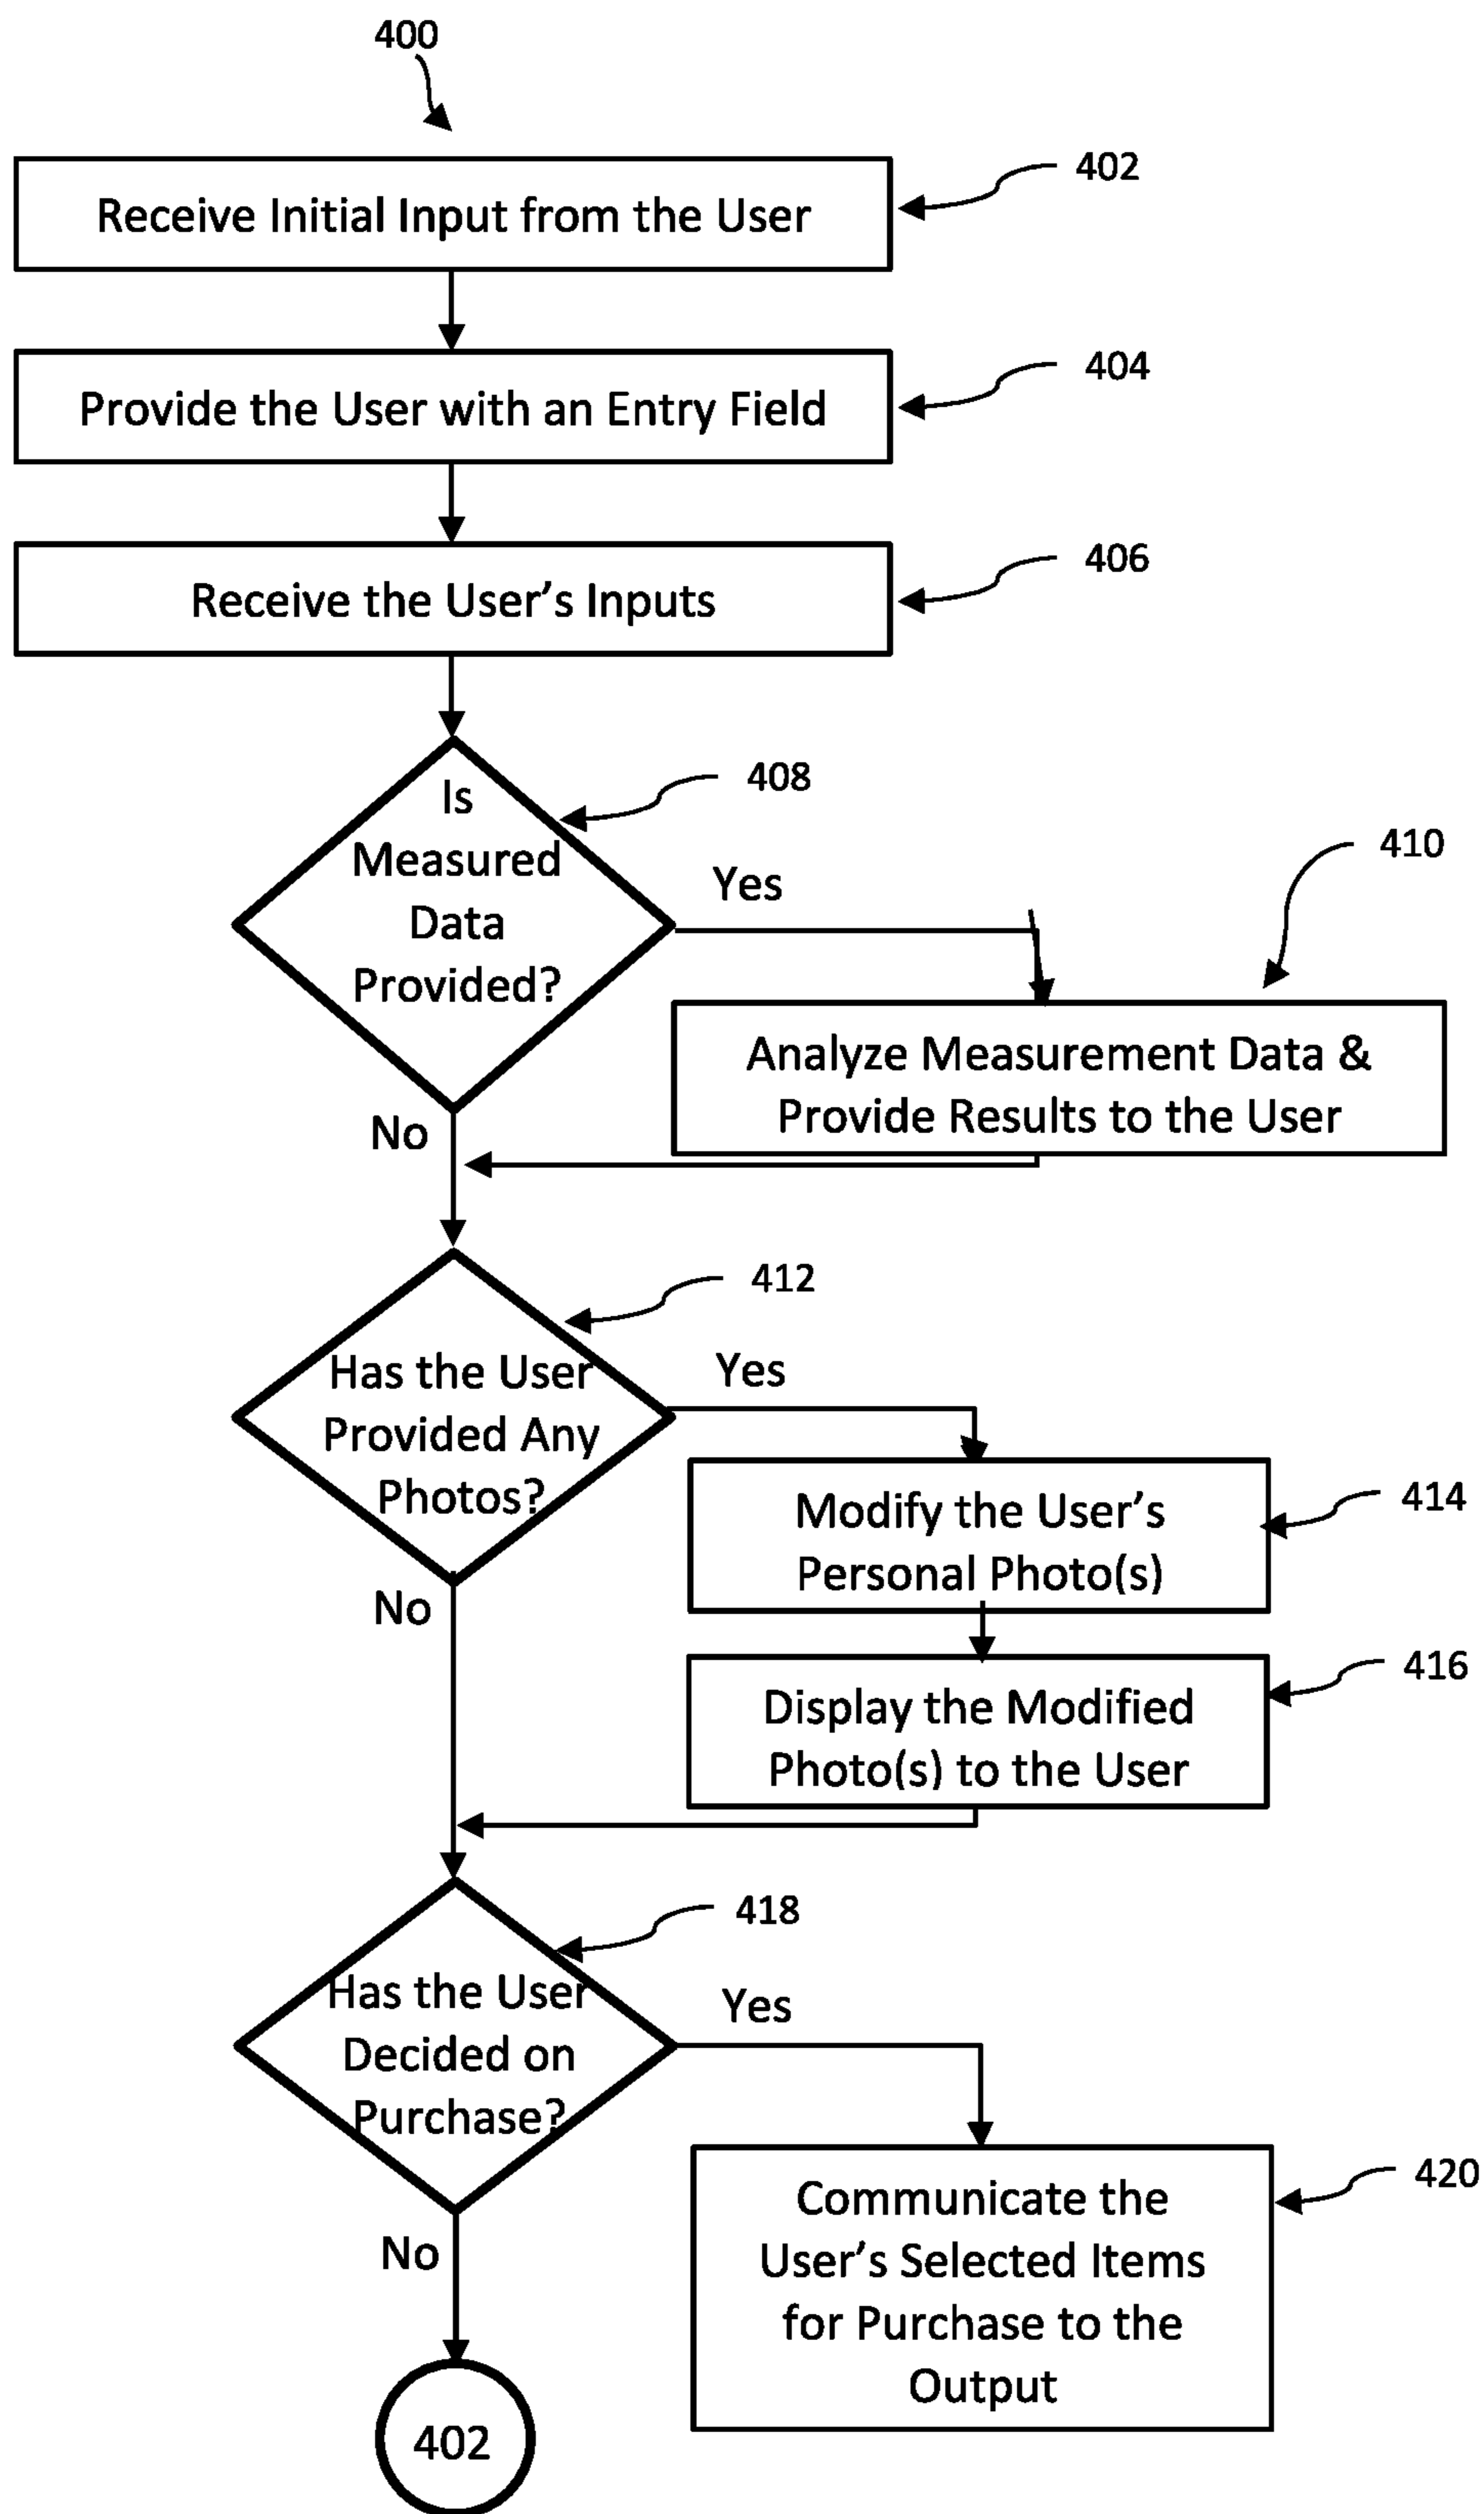 400
Receive Initial Input from the User
402
Provide the User with an Entry Field
404
Receive the User's Inputs
406
Is
Measured
Data
Provided?
408
Yes
410
Analyze Measurement Data &
Provide Results to the User
No
412
Has the User
Provided Any
Photos?
Yes
Modify the User's
Personal Photo(s)
414
No
Display the Modified
Photo(s) to the User
416
418
Has the User
Decided on
Purchase?
Yes
Communicate the
User's Selected Items
for Purchase to the
Output
420
No
402